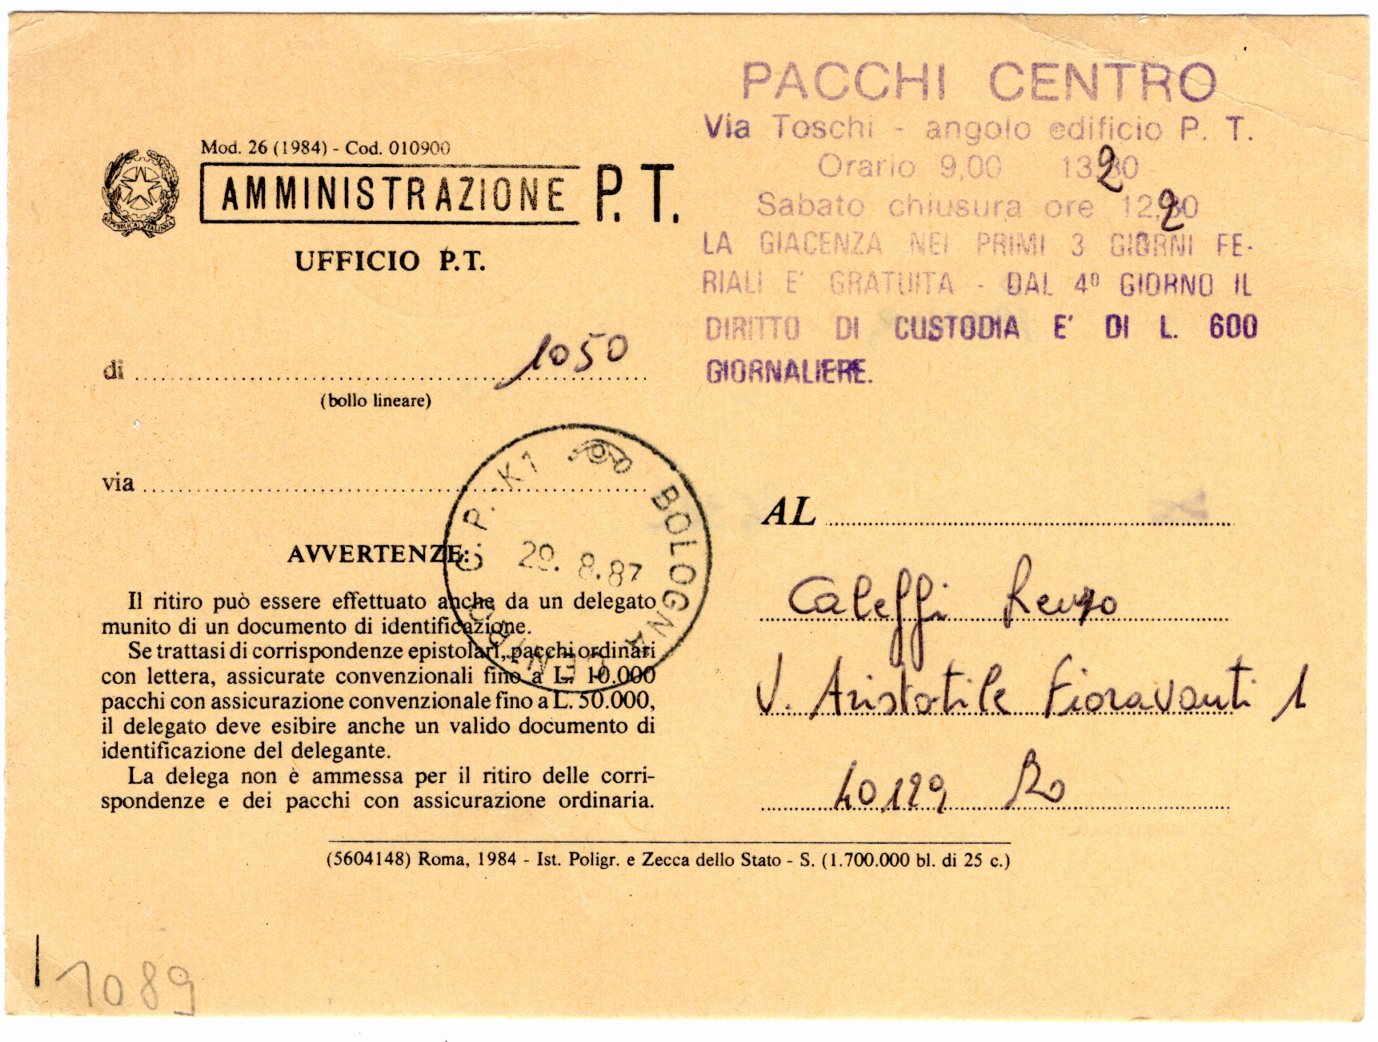 PACCHI CENTRO
Via Toschi - angolo edificio P. T.
Orario 9,00 13,20
Sabato chiusura ore 12,20
LA GIACENZA NEI PRIMI 3 GIORNI FE-
RIALI E' GRATUITA - DAL 4º GIORNO IL
DIRITTO DI CUSTODIA E' DI L. 600
GIORNALIERE.
Mod. 26 (1984) - Cod. 010900
AMMINISTRAZIONE P.T.
UFFICIO P.T.
REPVBBLICA ITALIANA
di 1050
(bollo lineare)
via
BOLOGNA CENTRO C.P. K1
29.8.87
AVVERTENZE:
Il ritiro può essere effettuato anche da un delegato
munito di un documento di identificazione.
Se trattasi di corrispondenze epistolari, pacchi ordinari
con lettera, assicurate convenzionali fino a L. 10.000
pacchi con assicurazione convenzionale fino a L. 50.000,
il delegato deve esibire anche un valido documento di
identificazione del delegante.
La delega non è ammessa per il ritiro delle corri-
spondenze e dei pacchi con assicurazione ordinaria.
AL
Caleffi Renzo
V. Aristotile Fioravanti 1
40129 Bo
(5604148) Roma, 1984 - Ist. Poligr. e Zecca dello Stato - S. (1.700.000 bl. di 25 c.)
1089